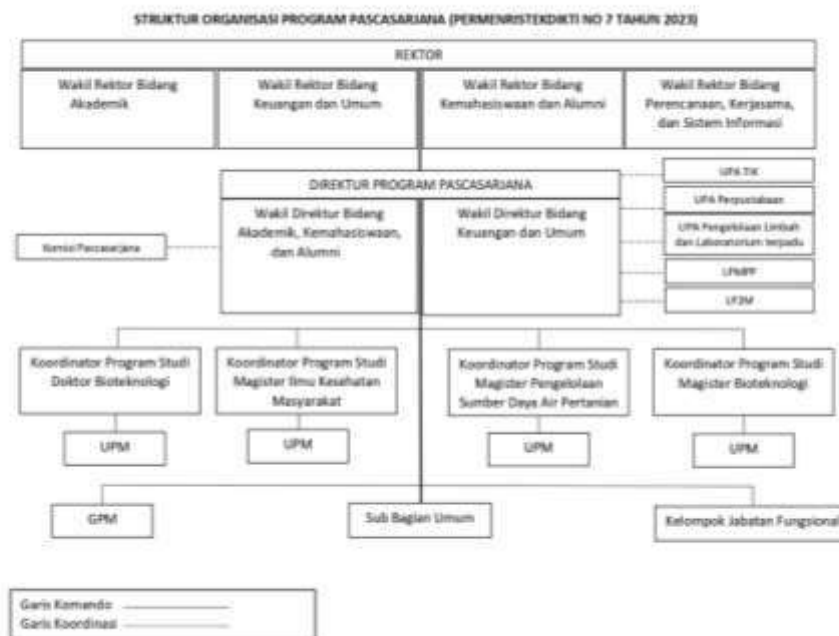 STRUKTUR ORGANISASI PROGRAM PASCASARJANA (PERMENRISTEKDIKTI NO 7 TAHUN 2023)
REKTOR
Wakil Rektor Bidang
Akademik
Wakil Rektor Bidang
Keuangan dan Umum
Wakil Rektor Bidang
Kemahasiswaan dan Alumni
Wakil Rektor Bidang
Perencanaan, Kerjasama,
dan Sistem Informasi
DIREKTUR PROGRAM PASCASARJANA
Wakil Direktur Bidang
Akademik, Kemahasiswaan,
dan Alumni
Wakil Direktur Bidang
Keuangan dan Umum
UPA TIK
UPA Perpustakaan
UPA Pengelolaan Limbah
dan Laboratorium terpadu
LPMPP
LP2M
Komisi Pascasarjana
Koordinator Program Studi
Doktor Bioteknologi
Koordinator Program Studi
Magister Ilmu Kesehatan
Masyarakat
Koordinator Program Studi
Magister Pengelolaan
Sumber Daya Air Pertanian
Koordinator Program Studi
Magister Bioteknologi
UPM
UPM
UPM
UPM
GPM
Sub Bagian Umum
Kelompok Jabatan Fungsional
Garis Komando
Garis Koordinasi